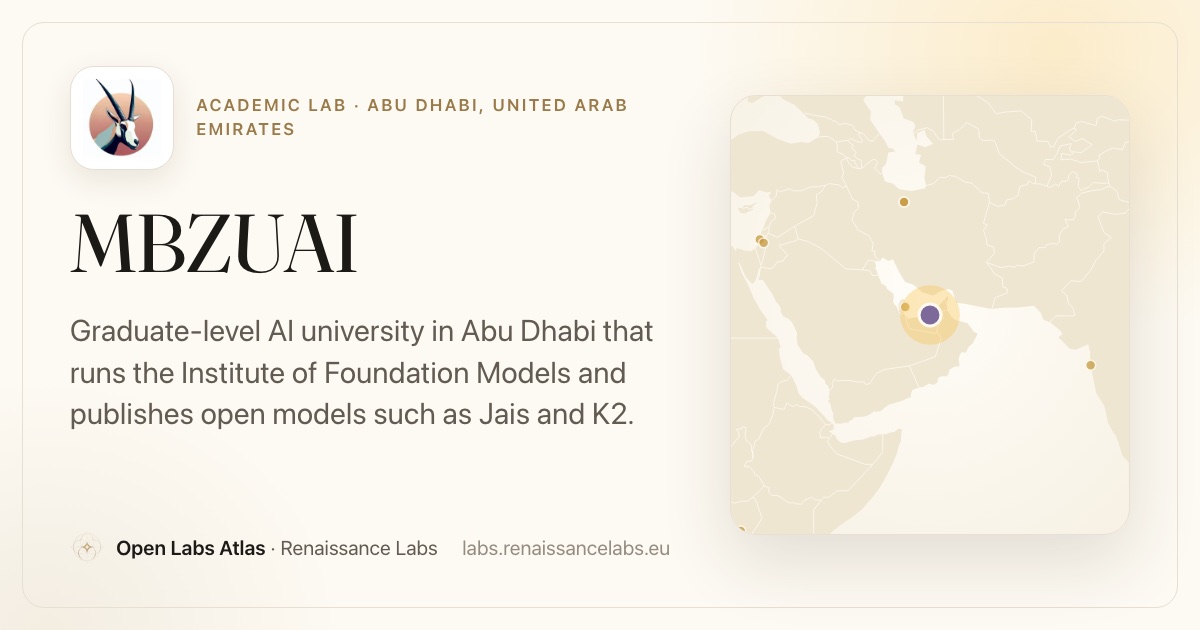 ACADEMIC LAB · ABU DHABI, UNITED ARAB
EMIRATES
MBZUAI
Graduate-level AI university in Abu Dhabi that
runs the Institute of Foundation Models and
publishes open models such as Jais and K2.
Open Labs Atlas · Renaissance Labs labs.renaissancelabs.eu